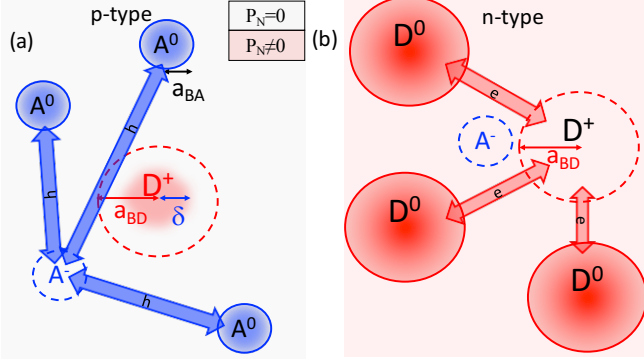 (a)
p-type
P_N=0
P_N≠0
A⁰
a_BA
A⁰
h
h
D⁺
a_BD
δ
A⁻
h
A⁰
(b)
n-type
D⁰
e
D⁺
A⁻
a_BD
e
D⁰
e
D⁰